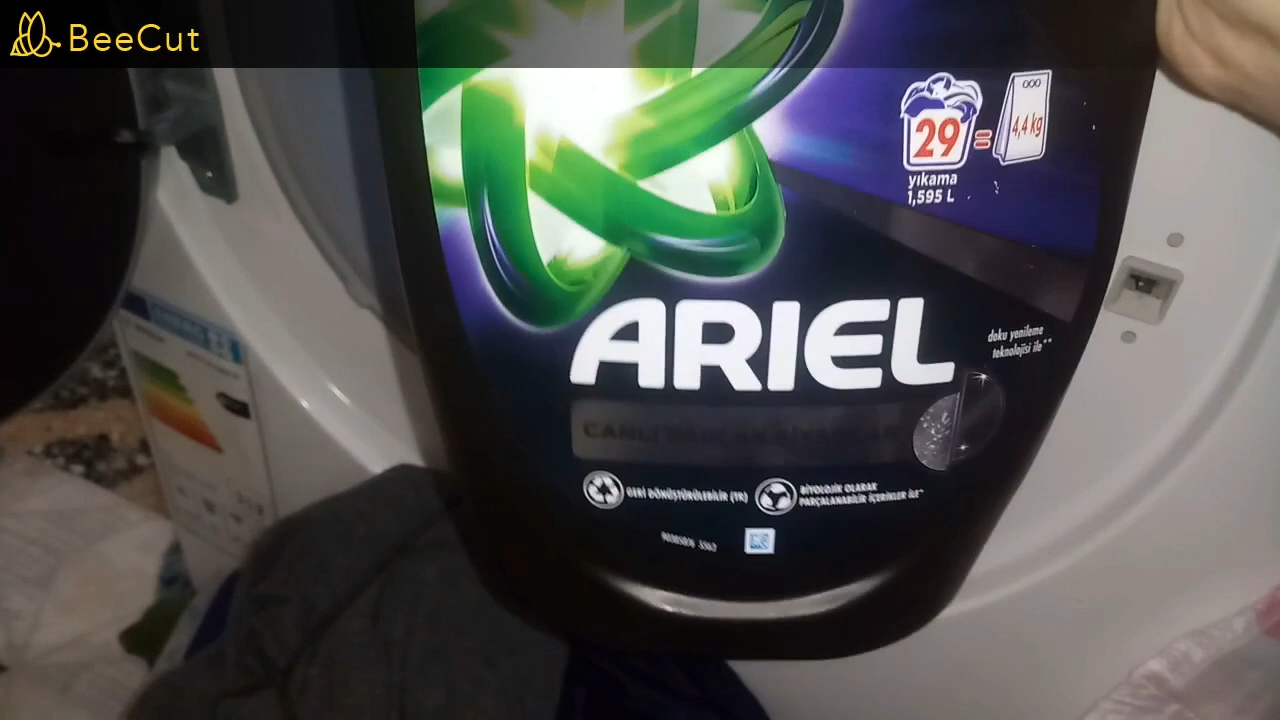 BeeCut
ooo
29 = 4,4 kg
yıkama
1,595 L
ARIEL
doku yenileme
teknolojisi ile**
GERİ DÖNÜŞTÜRÜLEBİLİR (TR)
BİYOLOJİK OLARAK
PARÇALANABİLİR İÇERİKLER İLE*